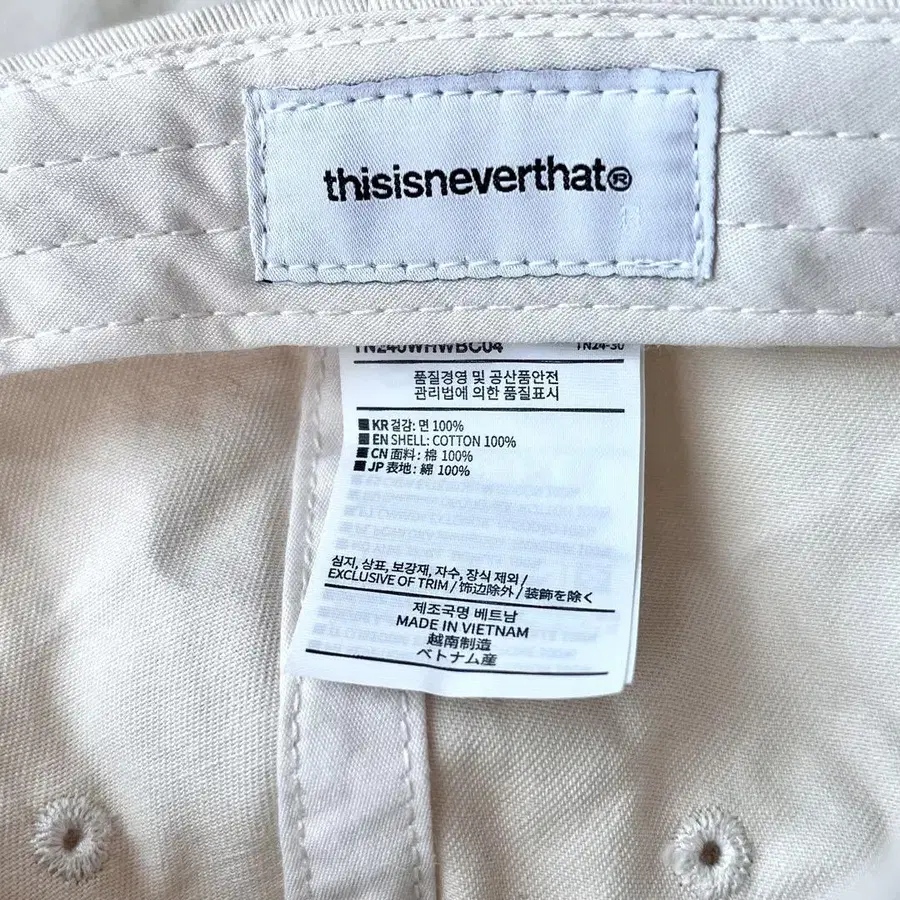 thisisneverthat®
TN240WHWBC04 TN24-30
품질경영 및 공산품안전
관리법에 의한 품질표시
KR 겉감: 면 100%
EN SHELL: COTTON 100%
CN 面料: 棉 100%
JP 表地: 綿 100%
심지, 상표, 보강재, 자수, 장식 제외/
EXCLUSIVE OF TRIM/饰边除外/装飾を除く
제조국명 베트남
MADE IN VIETNAM
越南制造
ベトナム産